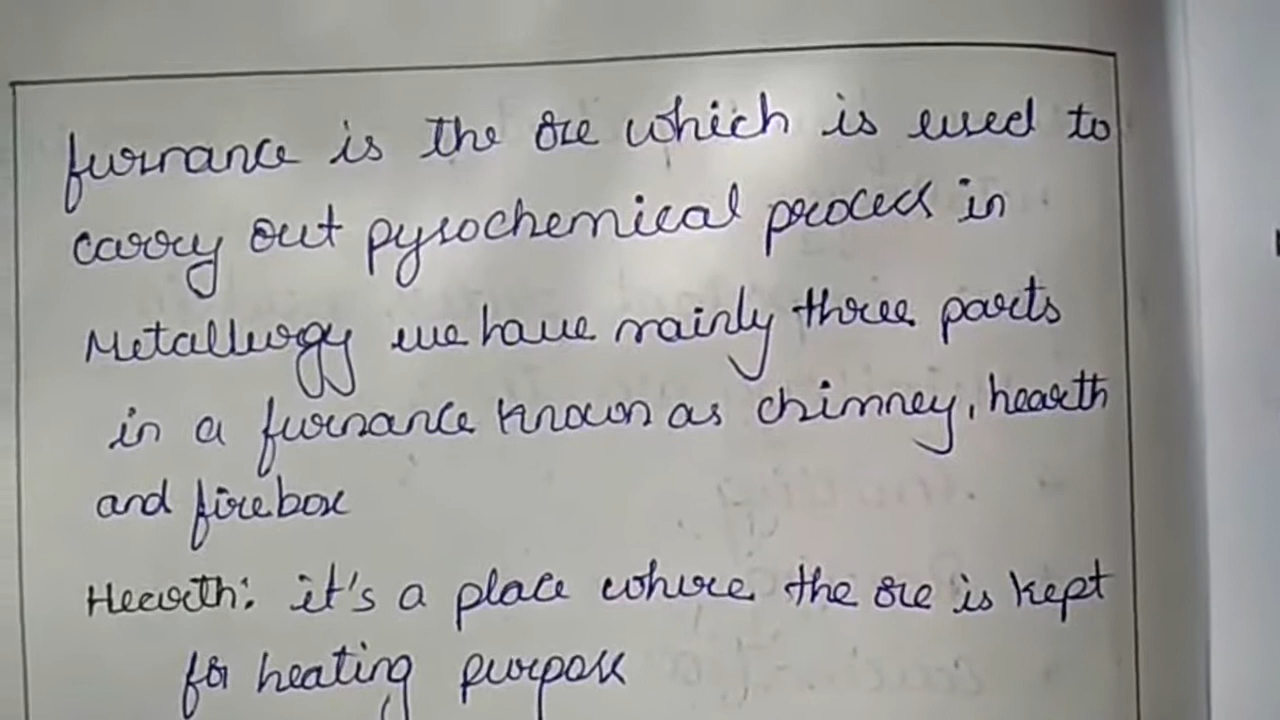 furnance is the ore which is used to
carry out pyrochemical process in
Metallurgy we have mainly three parts
in a furnance known as chimney, hearth
and firebox
Hearth: it's a place where the ore is kept
for heating purpose